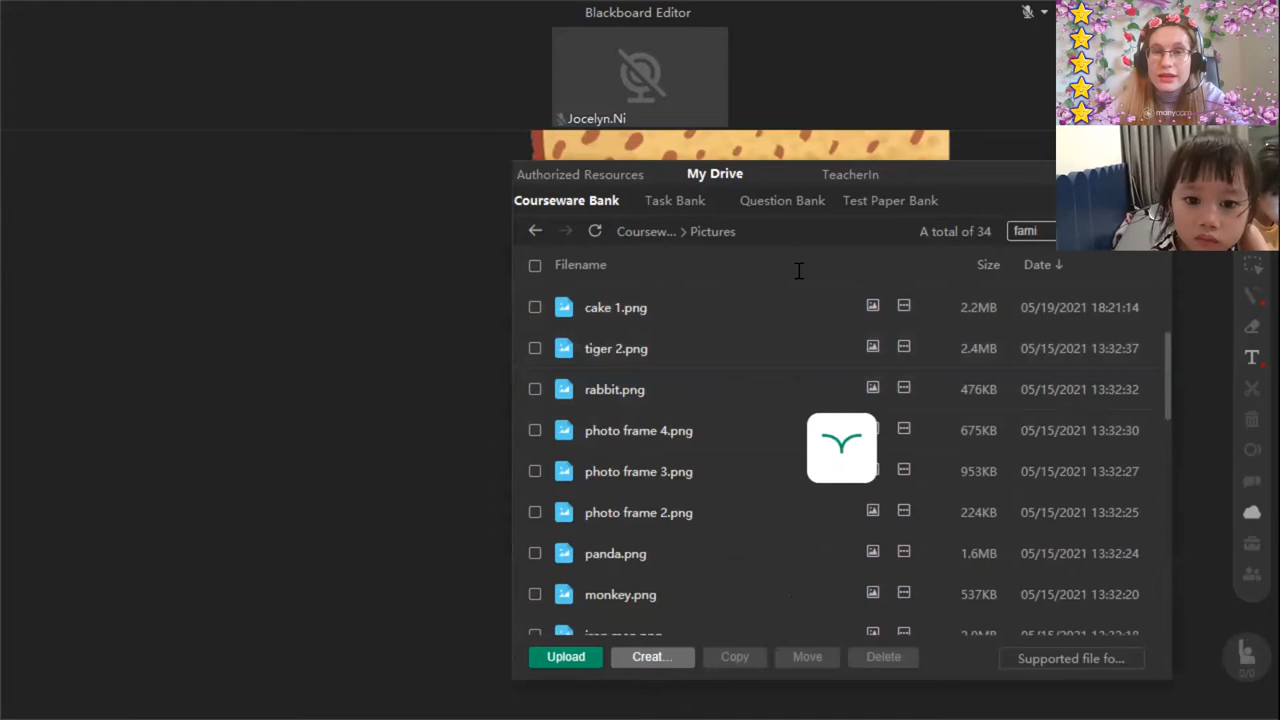 Blackboard Editor
Jocelyn.Ni
manycam
Authorized Resources My Drive TeacherIn
Courseware Bank Task Bank Question Bank Test Paper Bank
Coursew... > Pictures A total of 34 fami
Filename Size Date ↓
cake 1.png 2.2MB 05/19/2021 18:21:14
tiger 2.png 2.4MB 05/15/2021 13:32:37
rabbit.png 476KB 05/15/2021 13:32:32
photo frame 4.png 675KB 05/15/2021 13:32:30
photo frame 3.png 953KB 05/15/2021 13:32:27
photo frame 2.png 224KB 05/15/2021 13:32:25
panda.png 1.6MB 05/15/2021 13:32:24
monkey.png 537KB 05/15/2021 13:32:20
T
Upload Creat... Copy Move Delete Supported file fo...
0/0